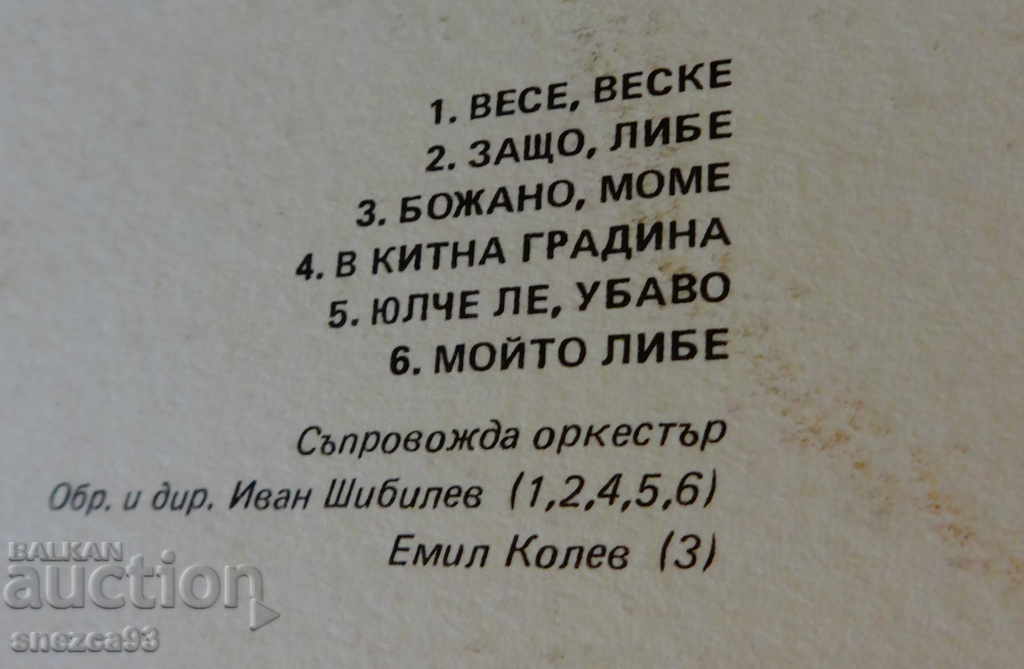 1. ВЕСЕ, ВЕСКЕ
2. ЗАЩО, ЛИБЕ
3. БОЖАНО, МОМЕ
4. В КИТНА ГРАДИНА
5. ЮЛЧЕ ЛЕ, УБАВО
6. МОЙТО ЛИБЕ
Съпровожда оркестър
Обр. и дир. Иван Шибилев (1,2,4,5,6)
Емил Колев (3)
BALKAN
auction
snezca93